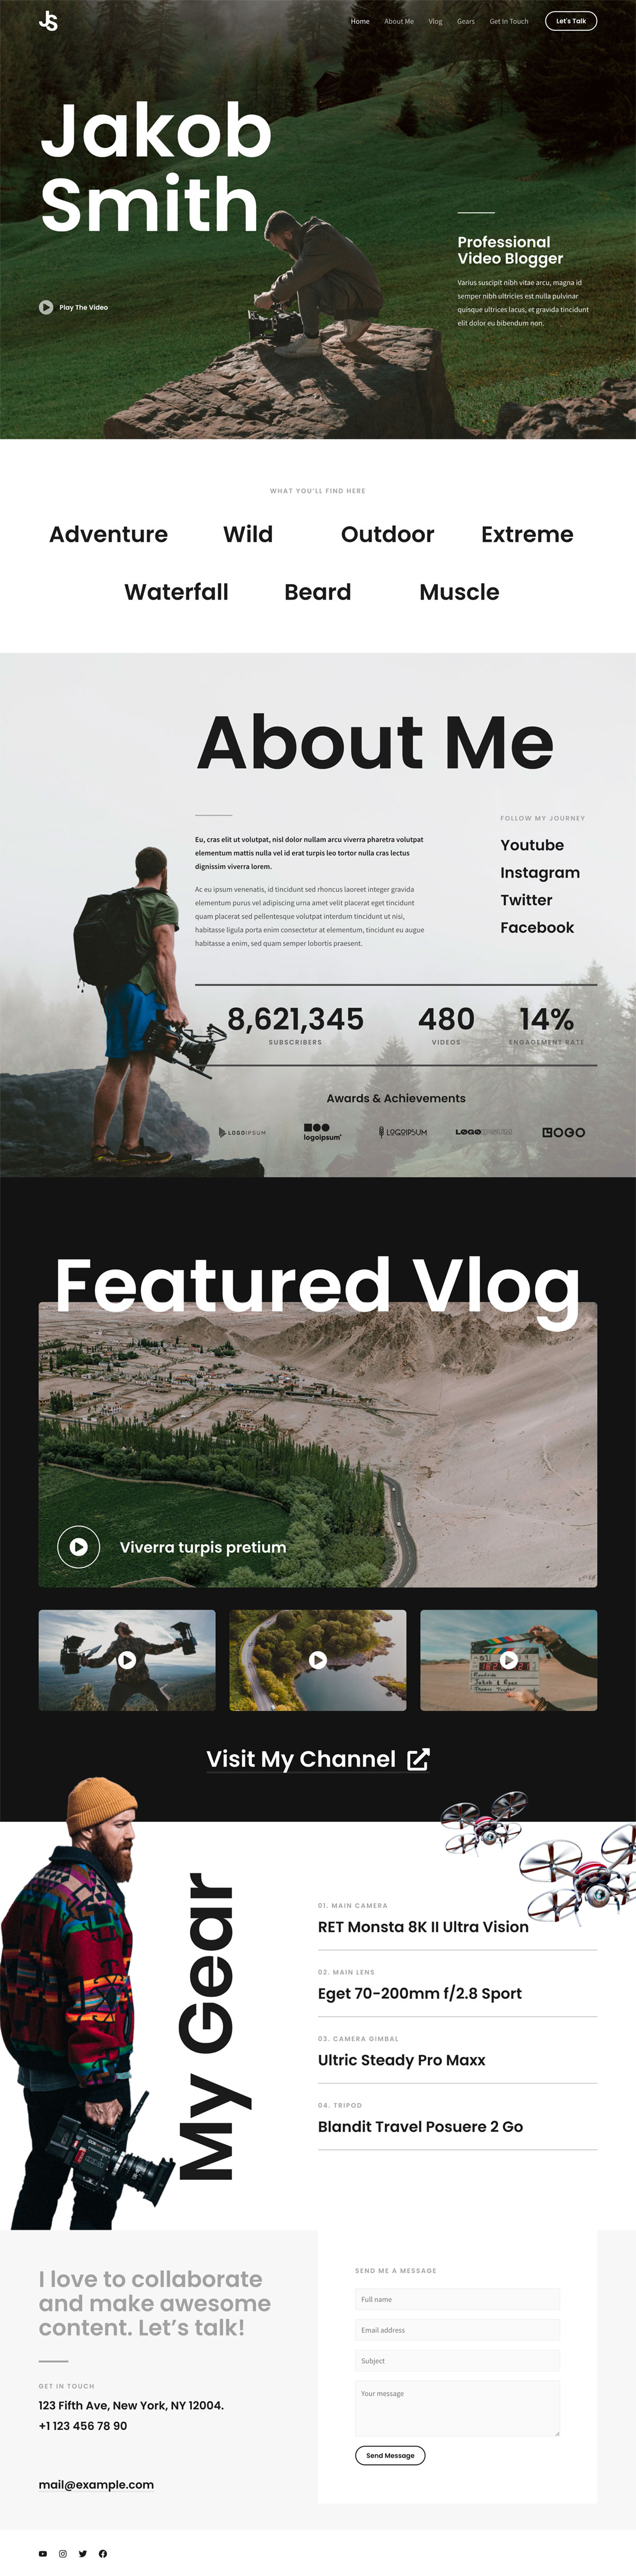 JS
Home About Me Vlog Gears Get In Touch Let's Talk
Jakob
Smith
Professional
Video Blogger
Varius suscipit nibh vitae arcu, magna id
semper nibh ultricies est nulla pulvinar
quisque ultrices lacus, et gravida tincidunt
elit dolor eu bibendum non.
Play The Video
WHAT YOU'LL FIND HERE
Adventure Wild Outdoor Extreme
Waterfall Beard Muscle
About Me
Eu, cras elit ut volutpat, nisl dolor nullam arcu viverra pharetra volutpat
elementum mattis nulla vel id erat turpis leo tortor nulla cras lectus
dignissim viverra lorem.
Ac eu ipsum venenatis, id tincidunt sed rhoncus laoreet integer gravida
elementum purus vel adipiscing urna amet velit placerat eget tincidunt
quam placerat sed pellentesque volutpat interdum tincidunt ut nisi,
habitasse ligula porta enim consectetur at elementum, tincidunt eu augue
habitasse a enim, sed quam semper lobortis praesent.
FOLLOW MY JOURNEY
Youtube
Instagram
Twitter
Facebook
8,621,345
SUBSCRIBERS
480
VIDEOS
14%
ENGAGEMENT RATE
Awards & Achievements
LOGOIPSUM
logoipsum
LOGOIPSUM
LOGOIPSUM
LOGO
Featured Vlog
Viverra turpis pretium
Visit My Channel
My Gear
01. MAIN CAMERA
RET Monsta 8K II Ultra Vision
02. MAIN LENS
Eget 70-200mm f/2.8 Sport
03. CAMERA GIMBAL
Ultric Steady Pro Maxx
04. TRIPOD
Blandit Travel Posuere 2 Go
I love to collaborate
and make awesome
content. Let's talk!
GET IN TOUCH
123 Fifth Ave, New York, NY 12004.
+1 123 456 78 90
mail@example.com
SEND ME A MESSAGE
Full name
Email address
Subject
Your message
Send Message